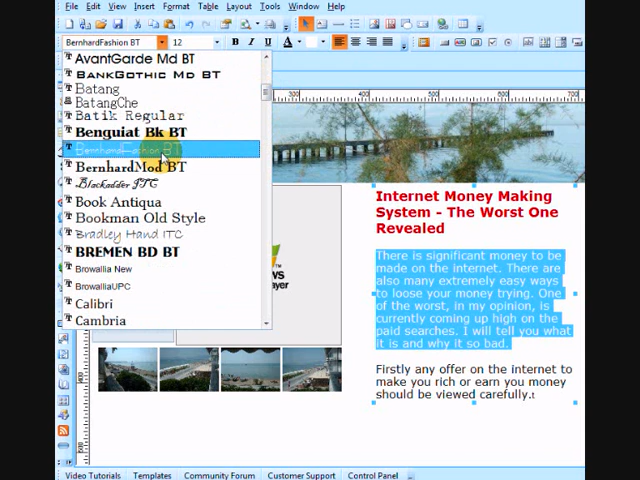 File Edit View Insert Format Table Layout Tools Window Help
BernhardFashion BT 12 B I U A
AvantGarde Md BT
BANKGOTHIC MD BT
Batang
BatangChe
Batik Regular
Benguiat Bk BT
BernhardFashion BT
BernhardMod BT
Blackadder ITC
Book Antiqua
Bookman Old Style
Bradley Hand ITC
BREMEN BD BT
Browallia New
BrowalliaUPC
Calibri
Cambria
300 400 500
Internet Money Making
System - The Worst One
Revealed
There is significant money to be
made on the internet. There are
also many extremely easy ways
to loose your money trying. One
of the worst, in my opinion, is
currently coming up high on the
paid searches. I will tell you what
it is and why it so bad.
Firstly any offer on the internet to
make you rich or earn you money
should be viewed carefully.
ws
ayer
Video Tutorials Templates Community Forum Customer Support Control Panel